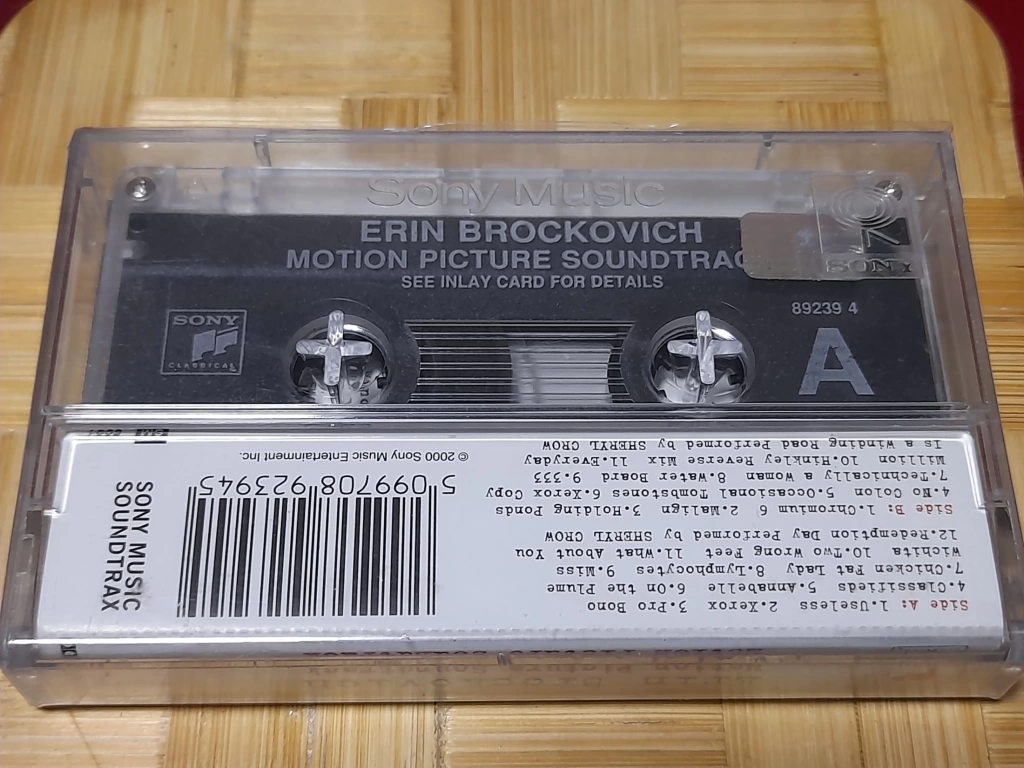 Sony Music
ERIN BROCKOVICH
MOTION PICTURE SOUNDTRAC
SEE INLAY CARD FOR DETAILS
SONY
89239 4
SONY
CLASSICAL
A
Side A: 1.Useless 2.Xerox 3.Pro Bono
4.Classifieds 5.Annabelle 6.On the Plume
7.Chicken Fat Lady 8.Lymphocytes 9.Miss
Wichita 10.Two Wrong Feet 11.What About You
12.Redemption Day Performed by SHERYL CROW
Side B: 1.Chromium 6 2.Malign 3.Holding Ponds
4.No Colon 5.Occasional Tombstones 6.Xerox Copy
7.Technically a Woman 8.Water Board 9.333
Million 10.Hinkley Reverse Mix 11.Everyday
Is a Winding Road Performed by SHERYL CROW
5 099708 923945
© 2000 Sony Music Entertainment Inc.
SONY MUSIC
SOUNDTRAX